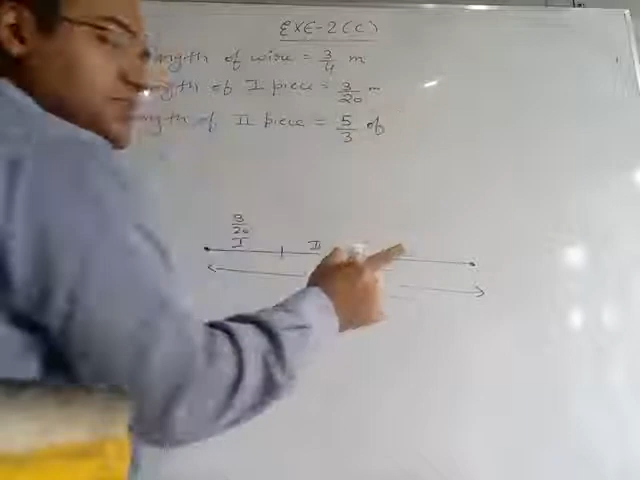 EXE-2(C)
ngth of wire = 3/4 m
ngth of I piece = 3/20 m
ngth of II piece = 5/3 of
3/20
I II